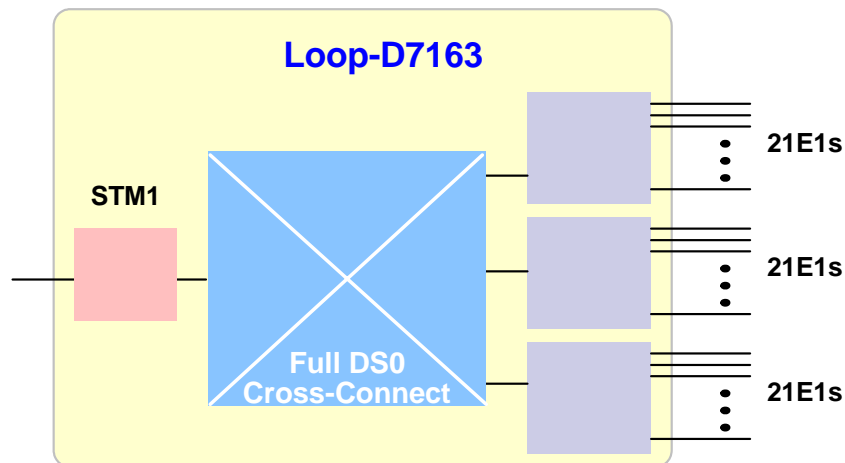 Loop-D7163
STM1
Full DS0
Cross-Connect
21E1s
21E1s
21E1s